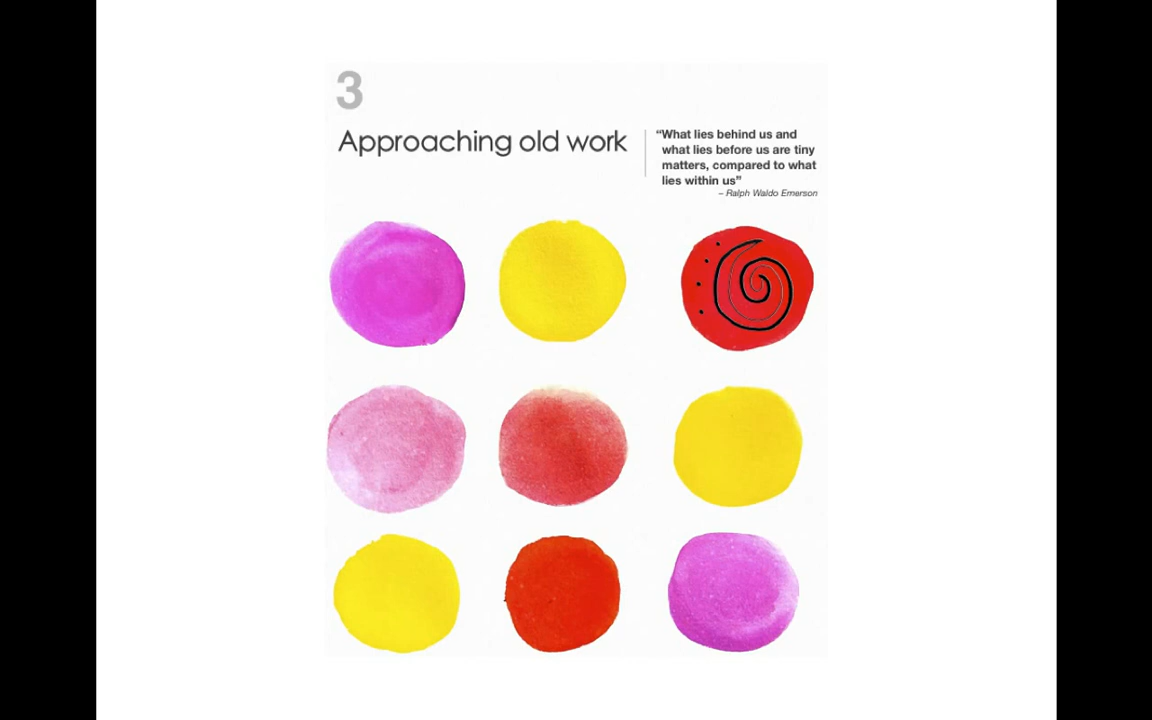 3
Approaching old work
“What lies behind us and
what lies before us are tiny
matters, compared to what
lies within us”
– Ralph Waldo Emerson